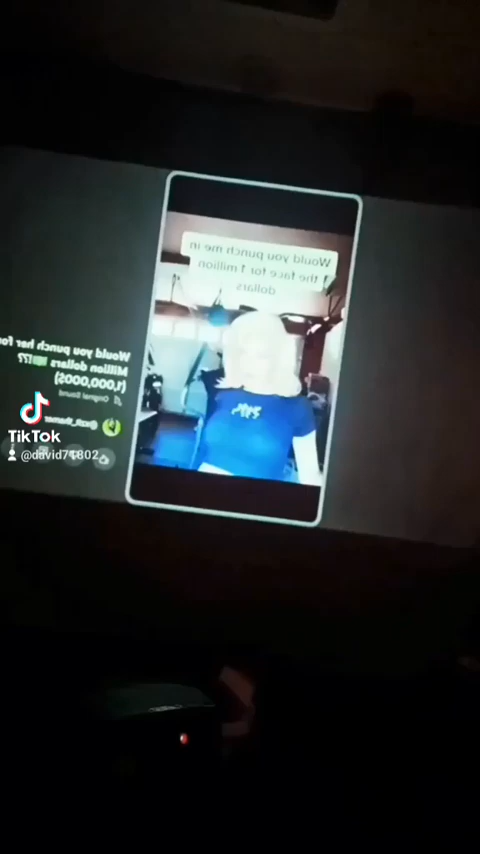 Would you punch me in
the face for 1 million
dollars
Would you punch her For
Million dollars 💵!??
(1,000,000$)
Original Sound
TikTok
@david71802